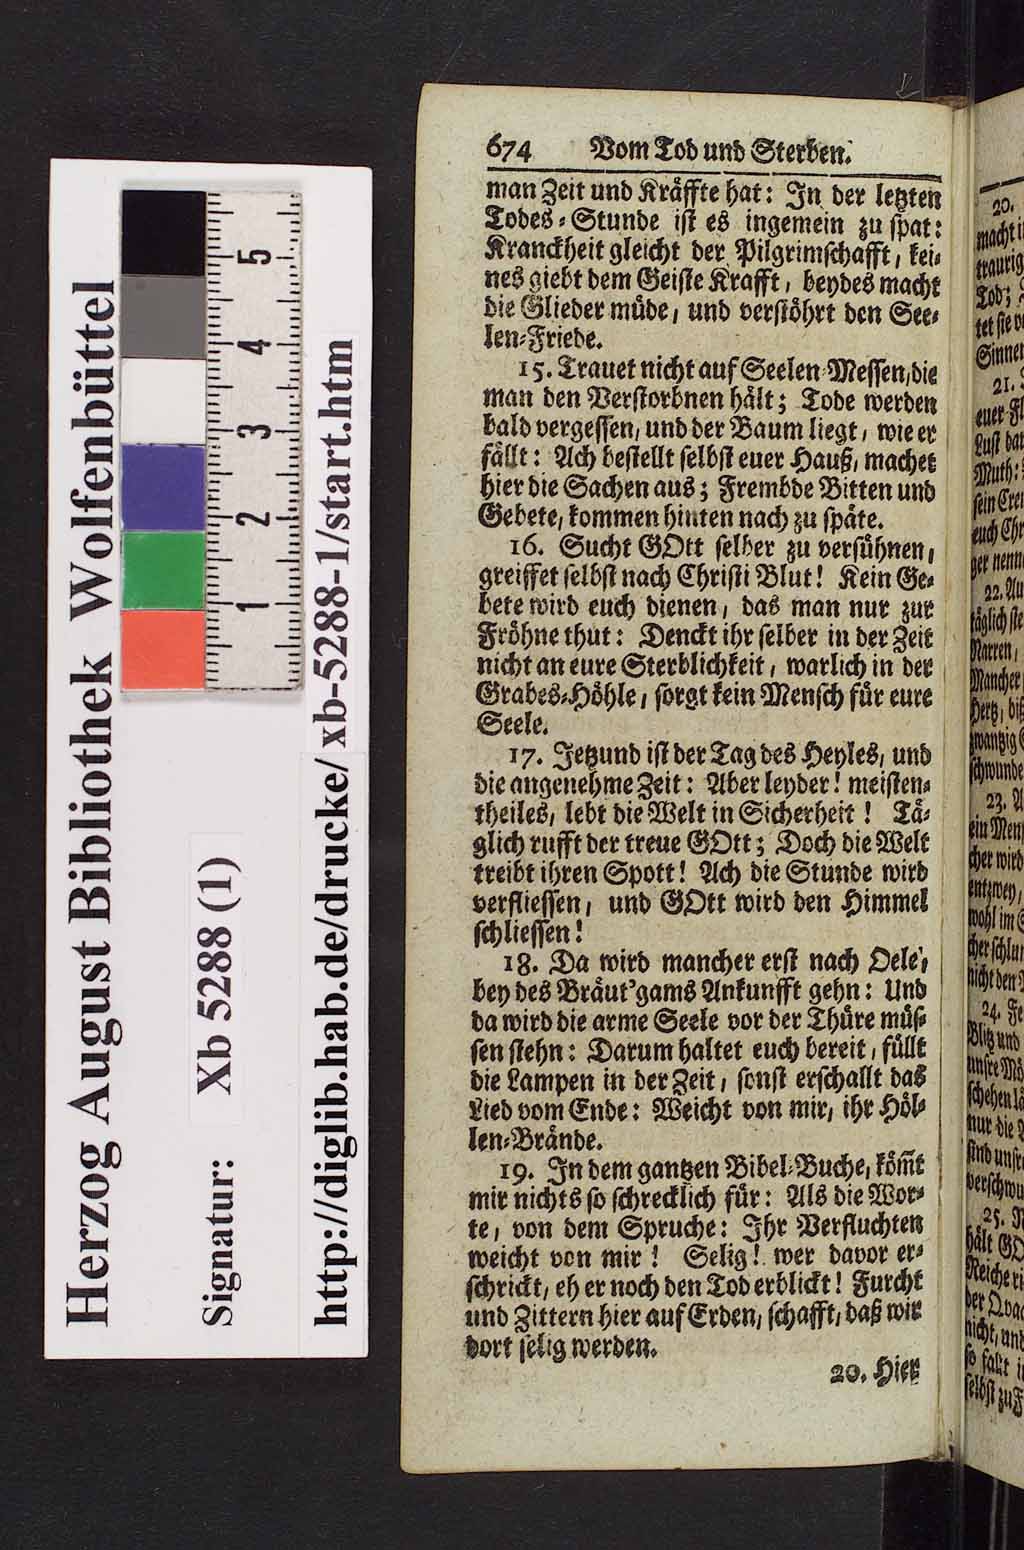 674 Vom Tod und Sterben.
man Zeit und Kräffte hat: In der letzten
Todes-Stunde ist es ingemein zu spat:
Kranckheit gleicht der Pilgrimschafft, kei-
nes giebt dem Geiste Krafft, beydes macht
die Glieder müde, und verstöhrt den See-
len-Friede.
15. Trauet nicht auf Seelen-Messen, die
man den Verstorbnen hält; Tode werden
bald vergessen, und der Baum liegt, wie er
fällt: Ach bestellt selbst euer Hauß, machet
hier die Sachen aus; Frembde Bitten und
Gebete, kommen hinten nach zu späte.
16. Sucht GOtt selber zu versühnen,
greiffet selbst nach Christi Blut! Kein Ge-
bete wird euch dienen, das man nur zur
Fröhne thut: Denckt ihr selber in der Zeit
nicht an eure Sterblichkeit, warlich in der
Grabes-Höhle, sorgt kein Mensch für eure
Seele.
17. Jetzund ist der Tag des Heyles, und
die angenehme Zeit: Aber leyder! meisten-
theiles, lebt die Welt in Sicherheit! Tä-
glich rufft der treue GOtt; Doch die Welt
treibt ihren Spott! Ach die Stunde wird
verfliessen, und GOtt wird den Himmel
schliessen!
18. Da wird mancher erst nach Oele,
bey des Bräut'gams Ankunfft gehn: Und
da wird die arme Seele vor der Thüre müs-
sen stehn: Darum haltet euch bereit, füllt
die Lampen in der Zeit, sonst erschallt das
Lied vom Ende: Weicht von mir, ihr Höl-
len-Brände.
19. In dem gantzen Bibel-Buche, köm̃t
mir nichts so schrecklich für: Als die Wor-
te, von dem Spruche: Ihr Verfluchten
weicht von mir! Selig! wer davor er-
schrickt, eh er noch den Tod erblickt! Furcht
und Zittern hier auf Erden, schafft, daß wir
dort selig werden.
20. Hier
Herzog August Bibliothek Wolfenbüttel
Signatur: Xb 5288 (1)
http://diglib.hab.de/drucke/ xb-5288-1/start.htm
5
4
3
2
1
20.
21.
22.
23.
24.
25.